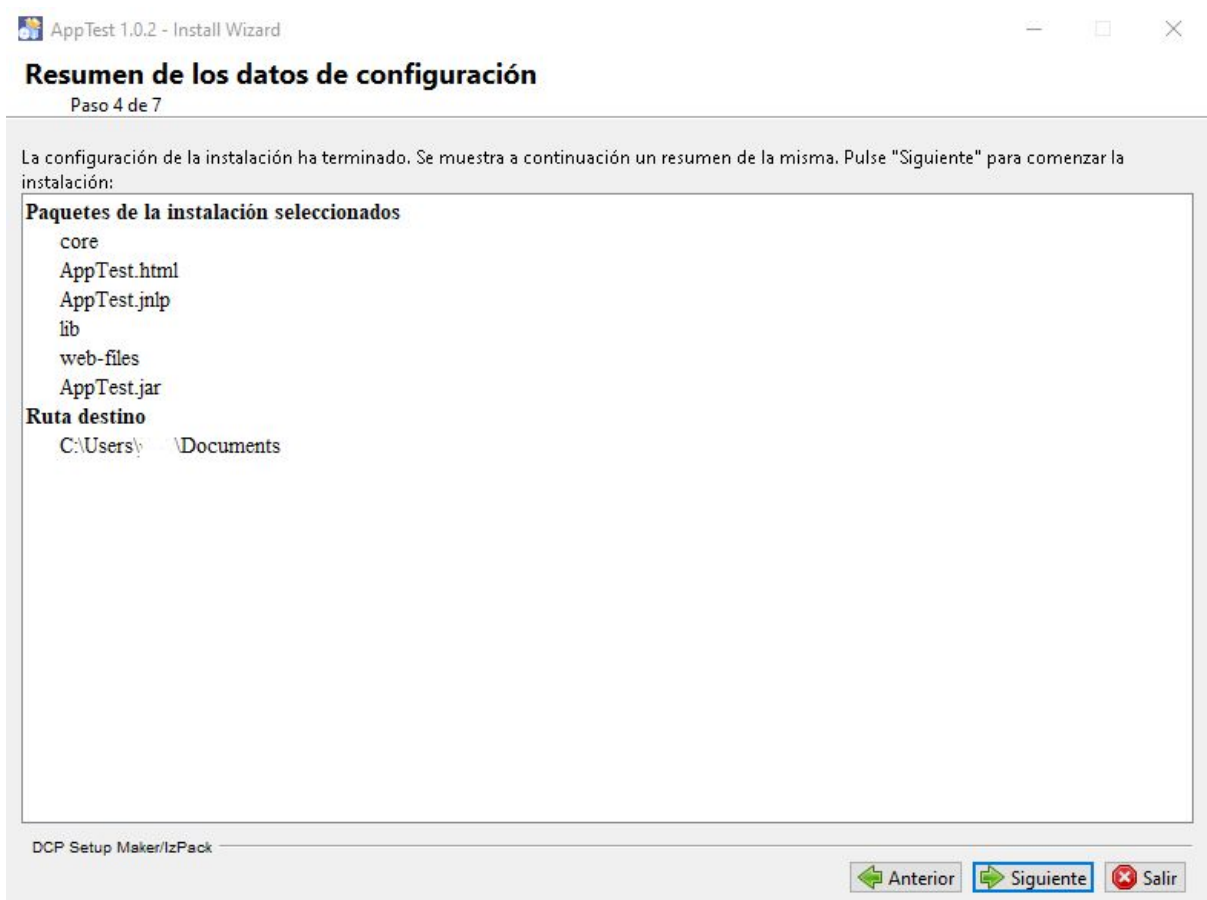 AppTest 1.0.2 - Install Wizard
Resumen de los datos de configuración
Paso 4 de 7
La configuración de la instalación ha terminado. Se muestra a continuación un resumen de la misma. Pulse "Siguiente" para comenzar la
instalación:
Paquetes de la instalación seleccionados
core
AppTest.html
AppTest.jnlp
lib
web-files
AppTest.jar
Ruta destino
C:\Users\ \Documents
DCP Setup Maker/IzPack
Anterior Siguiente Salir